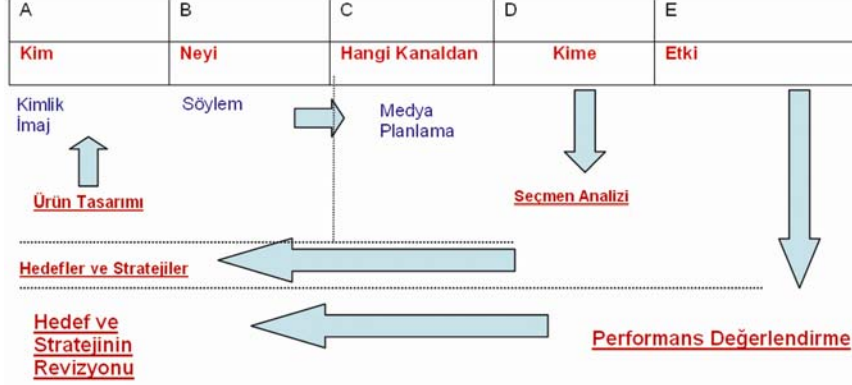 A B C D E
Kim Neyi Hangi Kanaldan Kime Etki
Kimlik
İmaj
Söylem
Medya
Planlama
Ürün Tasarımı
Seçmen Analizi
Hedefler ve Stratejiler
Hedef ve
Stratejinin
Revizyonu
Performans Değerlendirme